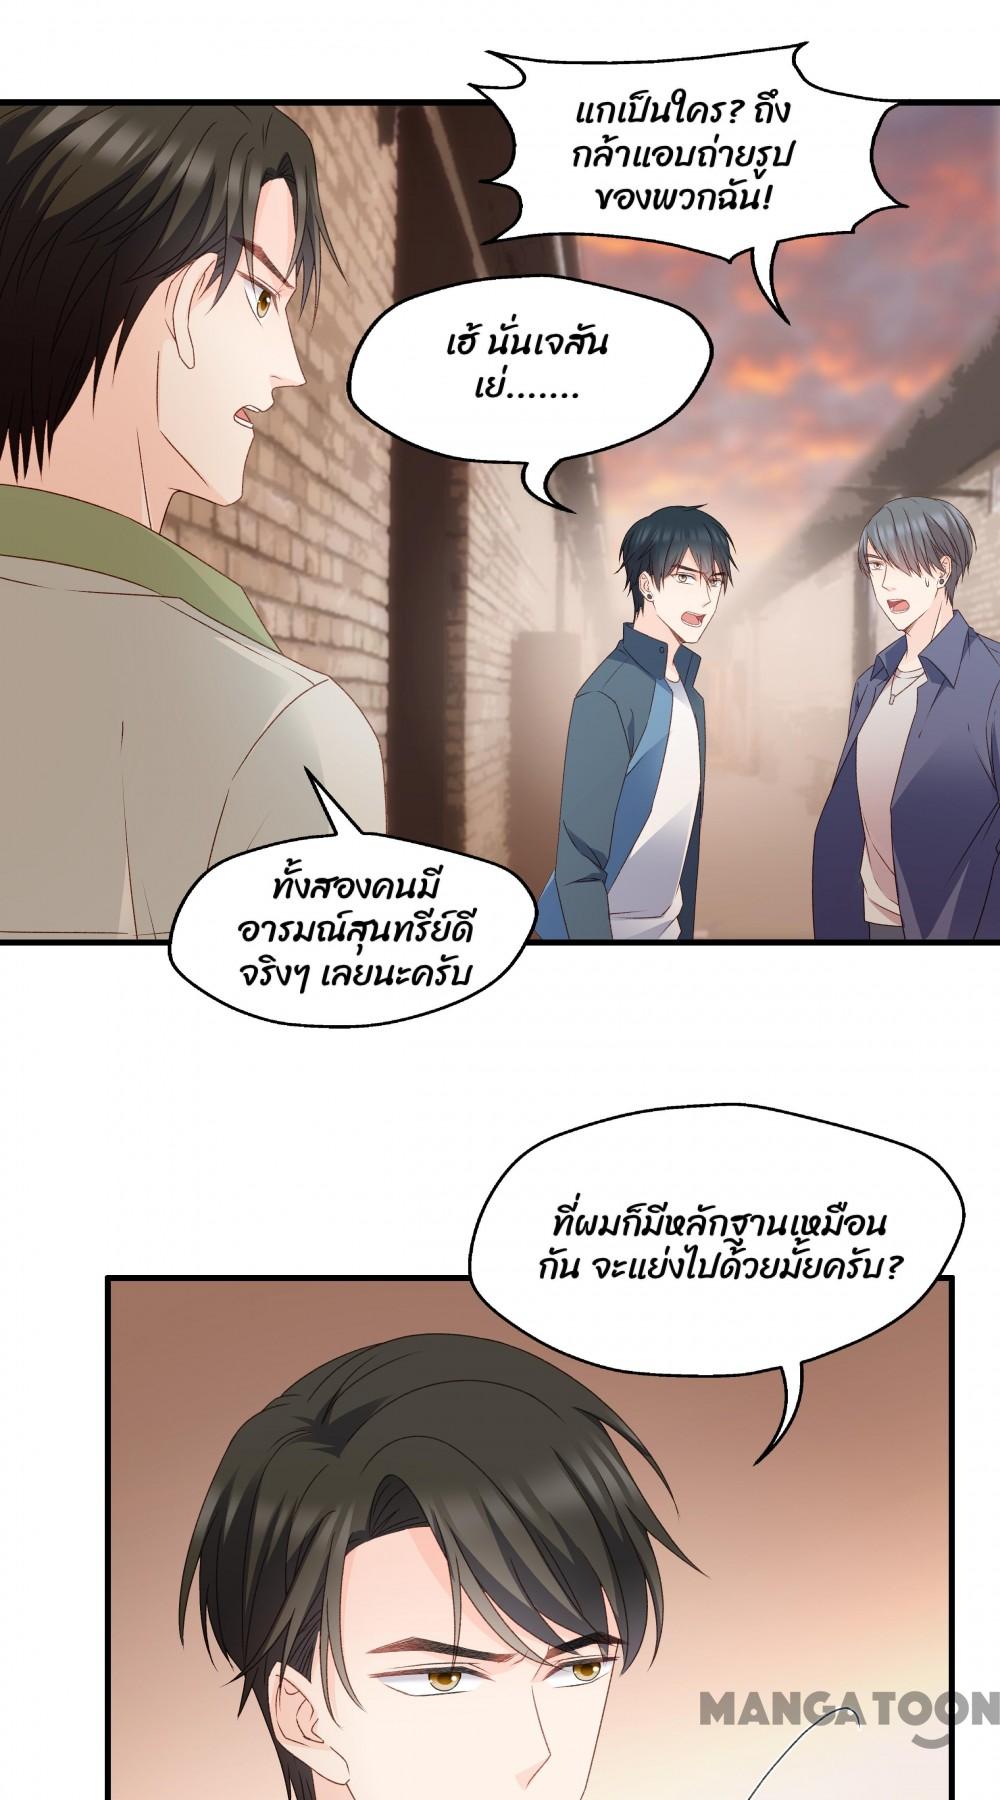 แกเป็นใคร? ถึง
กล้าแอบถ่ายรูป
ของพวกฉัน!
เฮ้ นั่นเจสัน
เย่.......
ทั้งสองคนมี
อารมณ์สุนทรีย์ดี
จริงๆ เลยนะครับ
ที่ผมก็มีหลักฐานเหมือน
กัน จะแย่งไปด้วยมั้ยครับ?
MANGATOON